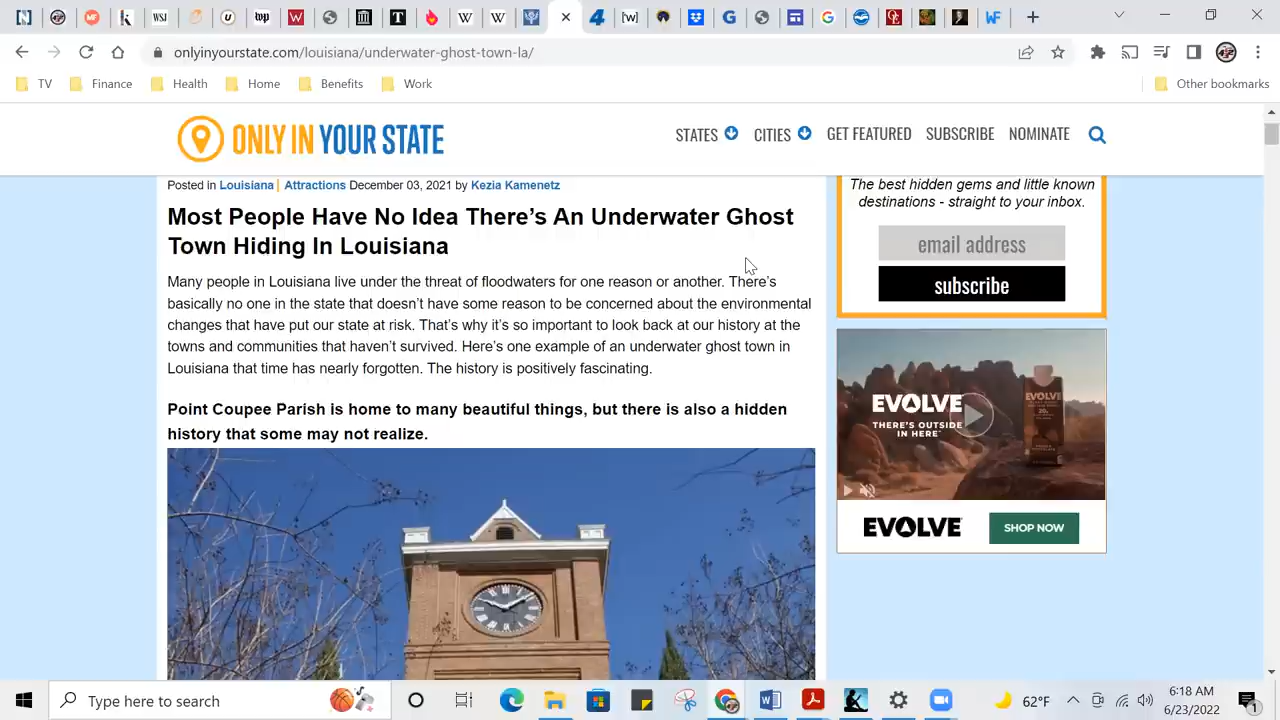 onlyinyourstate.com/louisiana/underwater-ghost-town-la/
TV Finance Health Home Benefits Work Other bookmarks
ONLY IN YOUR STATE
STATES CITIES GET FEATURED SUBSCRIBE NOMINATE
Posted in Louisiana | Attractions December 03, 2021 by Kezia Kamenetz
Most People Have No Idea There's An Underwater Ghost
Town Hiding In Louisiana
Many people in Louisiana live under the threat of floodwaters for one reason or another. There's
basically no one in the state that doesn't have some reason to be concerned about the environmental
changes that have put our state at risk. That's why it's so important to look back at our history at the
towns and communities that haven't survived. Here's one example of an underwater ghost town in
Louisiana that time has nearly forgotten. The history is positively fascinating.
Point Coupee Parish is home to many beautiful things, but there is also a hidden
history that some may not realize.
The best hidden gems and little known
destinations - straight to your inbox.
email address
subscribe
EVOLVE
THERE'S OUTSIDE
IN HERE
EVOLVE
EVOLVE
SHOP NOW
Type here to search
62°F
6:18 AM
6/23/2022